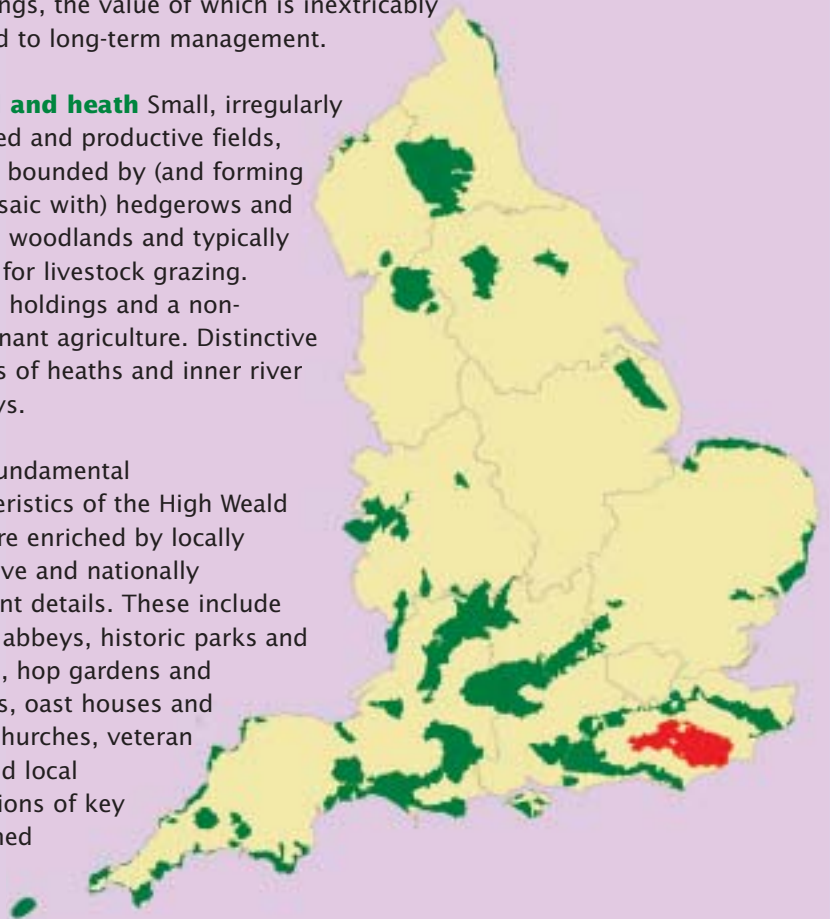 ngs, the value of which is inextricably
d to long-term management.
and heath Small, irregularly
ed and productive fields,
bounded by (and forming
saic with) hedgerows and
woodlands and typically
for livestock grazing.
holdings and a non-
nant agriculture. Distinctive
s of heaths and inner river
ys.
undamental
eristics of the High Weald
re enriched by locally
ve and nationally
nt details. These include
abbeys, historic parks and
, hop gardens and
s, oast houses and
hurches, veteran
d local
ions of key
ned